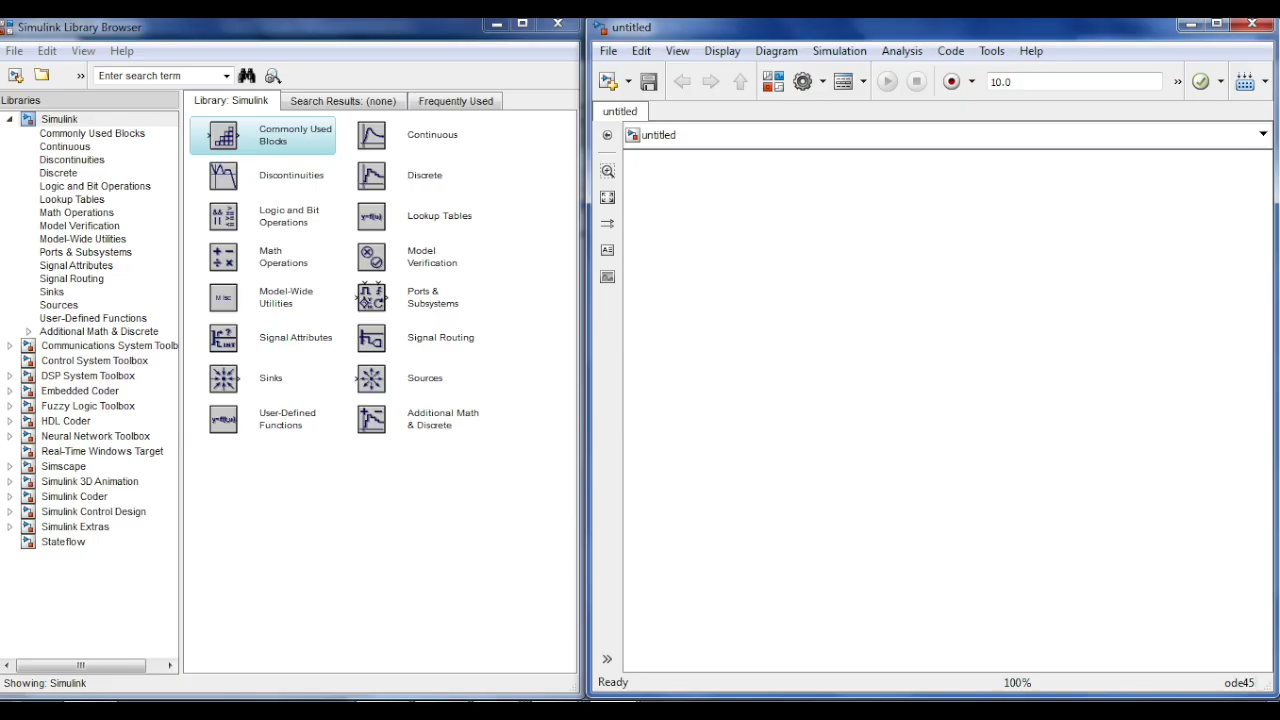 Simulink Library Browser
File Edit View Help
» Enter search term
Libraries
Simulink
Commonly Used Blocks
Continuous
Discontinuities
Discrete
Logic and Bit Operations
Lookup Tables
Math Operations
Model Verification
Model-Wide Utilities
Ports & Subsystems
Signal Attributes
Signal Routing
Sinks
Sources
User-Defined Functions
Additional Math & Discrete
Communications System Toolb
Control System Toolbox
DSP System Toolbox
Embedded Coder
Fuzzy Logic Toolbox
HDL Coder
Neural Network Toolbox
Real-Time Windows Target
Simscape
Simulink 3D Animation
Simulink Coder
Simulink Control Design
Simulink Extras
Stateflow
Library: Simulink Search Results: (none) Frequently Used
Commonly Used
Blocks
Continuous
Discontinuities
Discrete
Logic and Bit
Operations
y=f(u)
Lookup Tables
Math
Operations
Model
Verification
Misc
Model-Wide
Utilities
Ports &
Subsystems
Signal Attributes
Signal Routing
Sinks
Sources
User-Defined
Functions
Additional Math
& Discrete
Showing: Simulink
untitled
File Edit View Display Diagram Simulation Analysis Code Tools Help
10.0 »
untitled
untitled
Ready 100% ode45